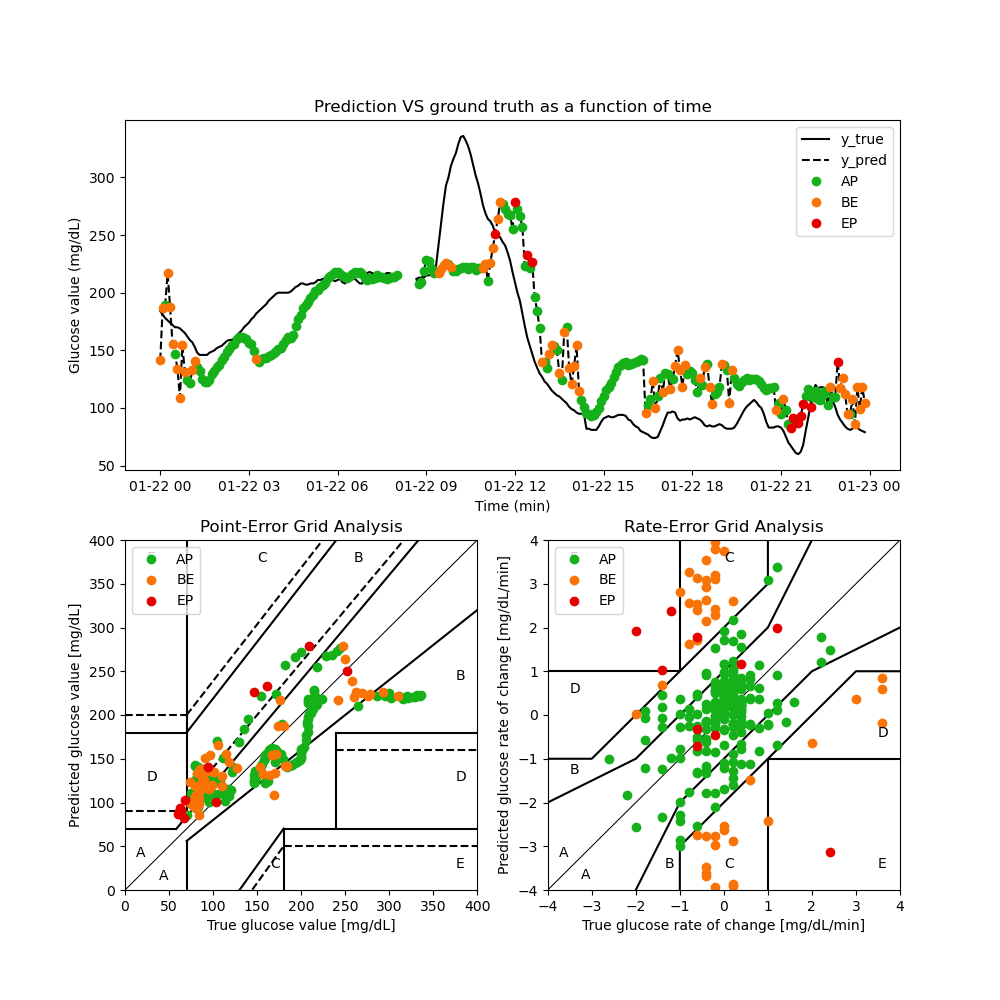 Prediction VS ground truth as a function of time
Glucose value (mg/dL)
300
250
200
150
100
50
y_true
y_pred
AP
BE
EP
01-22 00 01-22 03 01-22 06 01-22 09 01-22 12 01-22 15 01-22 18 01-22 21 01-23 00
Time (min)
Point-Error Grid Analysis
Predicted glucose value [mg/dL]
400
350
300
250
200
150
100
50
0
AP
BE
EP
C
B
B
D
D
A
A
C
E
0 50 100 150 200 250 300 350 400
True glucose value [mg/dL]
Rate-Error Grid Analysis
Predicted glucose rate of change [mg/dL/min]
4
3
2
1
0
−1
−2
−3
−4
AP
BE
EP
C
D
D
B
A
A
B
C
E
−4 −3 −2 −1 0 1 2 3 4
True glucose rate of change [mg/dL/min]